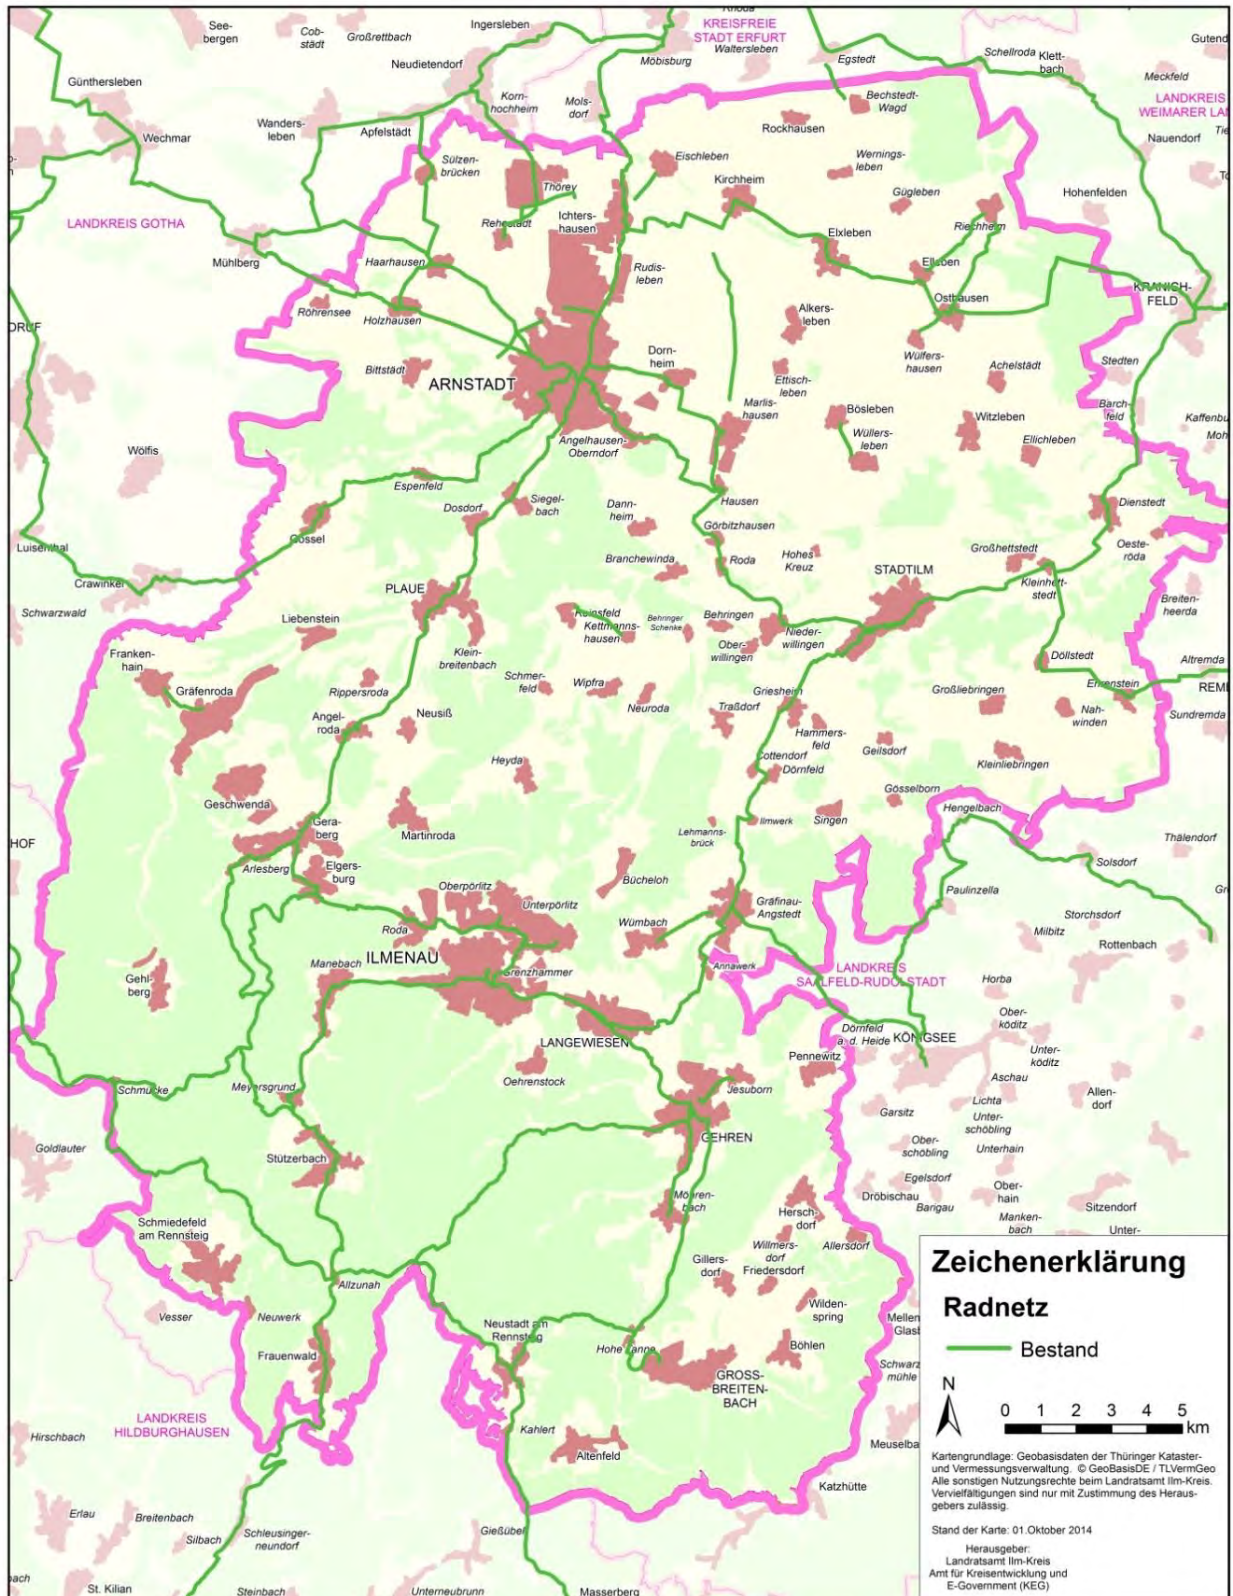 Rhoda
Ingersleben
See-
bergen
Cob-
städt
Großrettbach
KREISFREIE
STADT ERFURT
Möbisburg
Waltersleben
Egstedt
Schellroda
Klett-
bach
Gutend
Neudietendorf
Günthersleben
Korn-
hochheim
Mols-
dorf
Bechstedt-
Wagd
Meckfeld
LANDKREIS
WEIMARER LAN
Wanders-
leben
Apfelstädt
Wechmar
Rockhausen
Nauendorf
Tie
Sülzen-
brücken
Eischleben
Wernings-
leben
To
Thörey
Kirchheim
Gügleben
Hohenfelden
LANDKREIS GOTHA
Rehestädt
Ichters-
hausen
Riechheim
Elxleben
Mühlberg
Haarhausen
Rudis-
leben
Elleben
KRANICH-
FELD
Röhrensee
Holzhausen
Alkers-
leben
Osthausen
DRUF
Wülfers-
hausen
Bittstädt
ARNSTADT
Dorn-
heim
Ettisch-
leben
Achelstädt
Stedten
Marlis-
hausen
Bösleben
Witzleben
Barch-
feld
Kaffenbu
Moh
Wölfis
Angelhausen-
Oberndorf
Wüllers-
leben
Ellichleben
Espenfeld
Siegel-
bach
Dosdorf
Dann-
heim
Hausen
Dienstedt
Gossel
Görbitzhausen
Luisenthal
Branchewinda
Roda
Hohes
Kreuz
Großhettstedt
Oeste-
röda
Crawinkel
STADTILM
Kleinhett-
stedt
Schwarzwald
PLAUE
Liebenstein
Reinsfeld
Kettmanns-
hausen
Behringer
Schenke
Behringen
Nieder-
willingen
Ober-
willingen
Breiten-
heerda
Franken-
hain
Klein-
breitenbach
Döllstedt
Altremda
Gräfenroda
Rippersroda
Schmer-
feld
Wipfra
Neuroda
Griesheim
Großliebringen
Ehrenstein
REME
Nah-
winden
Sundremda
Angel-
roda
Neusiß
Traßdorf
Hammers-
feld
Geilsdorf
Heyda
Cottendorf
Dörnfeld
Kleinliebringen
Geschwenda
Gösselborn
Hengelbach
Gera-
berg
Martinroda
Lehmanns-
brück
Ilmwerk
Singen
Thälendorf
HOF
Arlesberg
Elgers-
burg
Solsdorf
Bücheloh
Oberpörlitz
Unterpörlitz
Gräfinau-
Angstedt
Paulinzella
Gr
Wümbach
Storchsdorf
Milbitz
Rottenbach
Roda
ILMENAU
Manebach
Grenzhammer
Annawerk
LANDKREIS
SAALFELD-RUDOLSTADT
Gehl-
berg
Horba
Ober-
köditz
LANGEWIESEN
Dörnfeld
a. d. Heide
KÖNIGSEE
Unter-
köditz
Oehrenstock
Pennewitz
Aschau
Schmücke
Meyersgrund
Jesuborn
Lichta
Allen-
dorf
Garsitz
Unter-
schöbling
Goldlauter
GEHREN
Ober-
schöbling
Unterhain
Stützerbach
Egelsdorf
Möhren-
bach
Dröbischau
Barigau
Ober-
hain
Sitzendorf
Hersch-
dorf
Manken-
bach
Unter-
Schmiedefeld
am Rennsteig
Willmers-
dorf
Allersdorf
Gillers-
dorf
Friedersdorf
Allzunah
Vesser
Neuwerk
Wilden-
spring
Mellen
Glasb
Neustadt am
Rennsteig
Hohe Tanne
Böhlen
Frauenwald
GROSS-
BREITEN-
BACH
Schwarz
mühle
LANDKREIS
HILDBURGHAUSEN
Hirschbach
Kahlert
Altenfeld
Meuselba
Katzhütte
Erlau
Breitenbach
Silbach
Schleusinger-
neundorf
Gießübel
bach
St. Kilian
Steinbach
Unterneubrunn
Masserberg
Zeichenerklärung
Radnetz
Bestand
N
0 1 2 3 4 5
km
Kartengrundlage: Geobasisdaten der Thüringer Kataster-
und Vermessungsverwaltung. © GeoBasisDE / TLVermGeo
Alle sonstigen Nutzungsrechte beim Landratsamt Ilm-Kreis.
Vervielfältigungen sind nur mit Zustimmung des Heraus-
gebers zulässig.
Stand der Karte: 01.Oktober 2014
Herausgeber:
Landratsamt Ilm-Kreis
Amt für Kreisentwicklung und
E-Government (KEG)